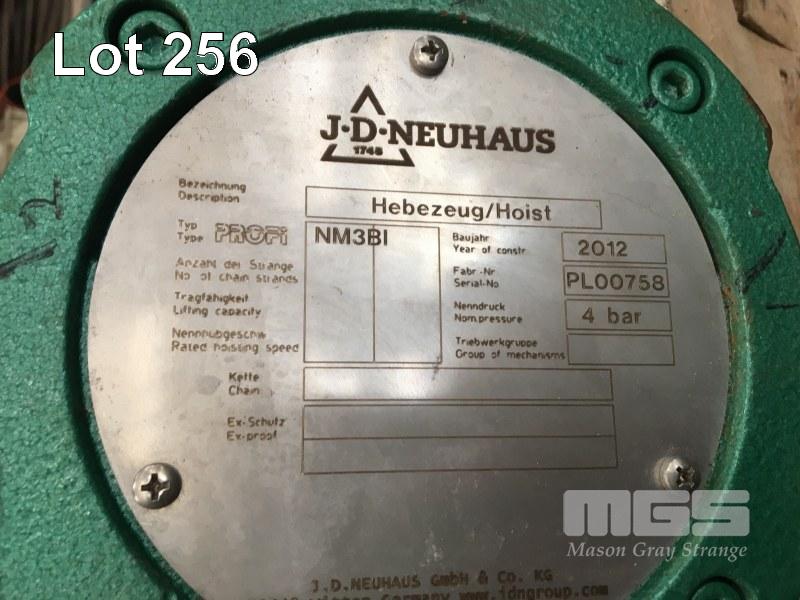 Lot 256
J·D·NEUHAUS
1745
Bezeichnung
Description
Hebezeug/Hoist
Typ
Type PROFI
NM3BI
Baujahr
Year of constr.
2012
Anzahl der Stränge
No of chain strands
Fabr.-Nr
Serial-No
PL00758
Tragfähigkeit
Lifting capacity
Nenndruck
Nom.pressure
4 bar
Nennhubgeschw.
Rated hoisting speed
Triebwerkgruppe
Group of mechanisms
Kette
Chain
Ex-Schutz
Ex-proof
MGS
Mason Gray Strange
J.D.NEUHAUS GmbH & Co. KG
Germany www.jdngroup.com
2